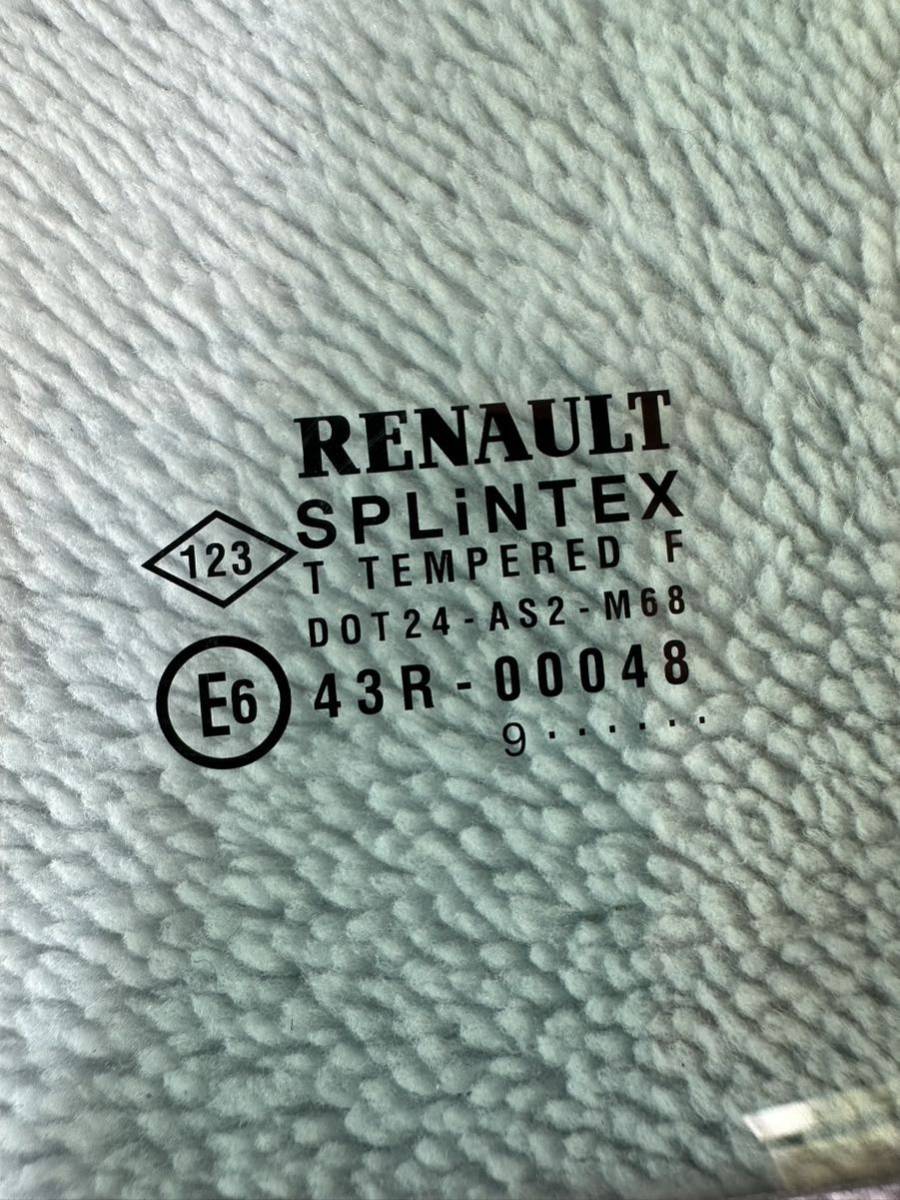 RENAULT
SPLiNTEX
123
T TEMPERED F
DOT24-AS2-M68
E6
43R-00048
9······